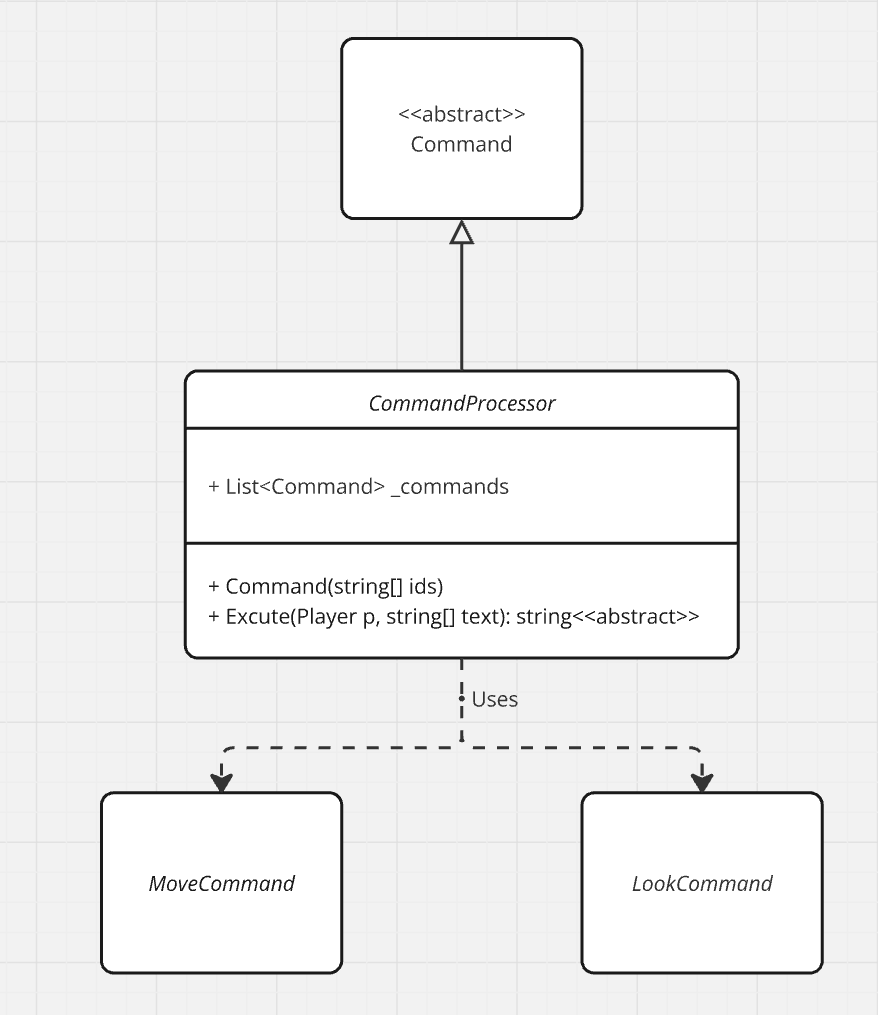 <<abstract>>
Command
CommandProcessor
+ List<Command> _commands
+ Command(string[] ids)
+ Excute(Player p, string[] text): string<<abstract>>
Uses
MoveCommand
LookCommand